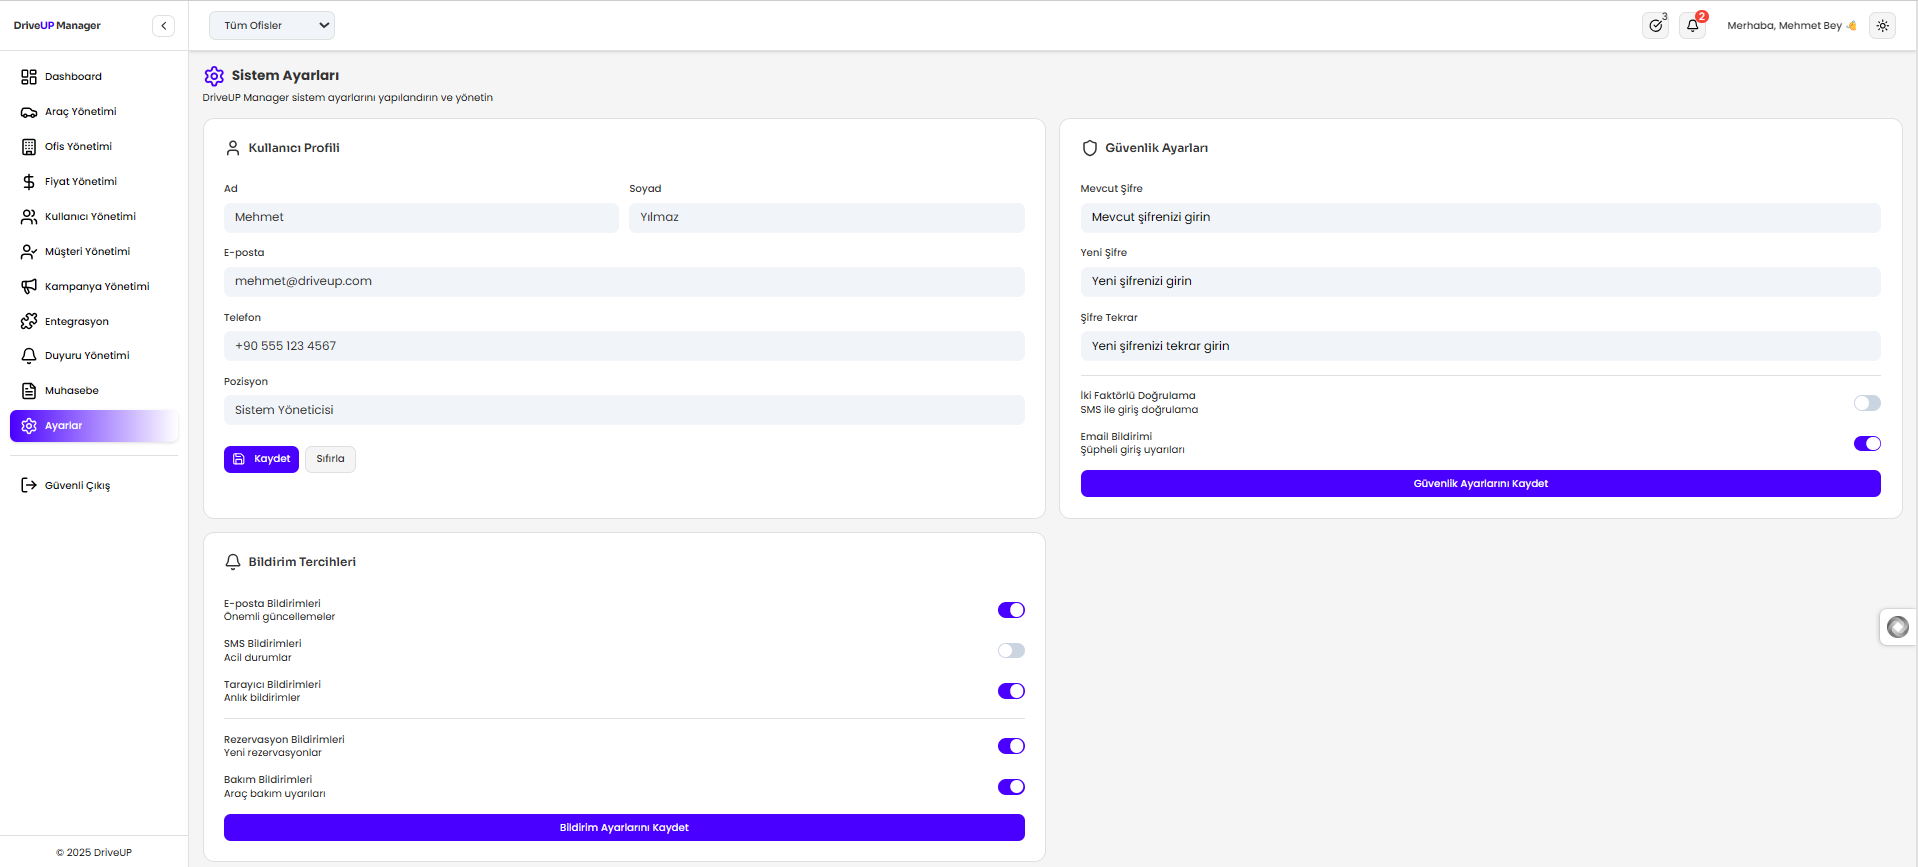 DriveUP Manager
Tüm Ofisler
3
2
Merhaba, Mehmet Bey 👋
Dashboard
Araç Yönetimi
Ofis Yönetimi
Fiyat Yönetimi
Kullanıcı Yönetimi
Müşteri Yönetimi
Kampanya Yönetimi
Entegrasyon
Duyuru Yönetimi
Muhasebe
Ayarlar
Güvenli Çıkış
© 2025 DriveUP
Sistem Ayarları
DriveUP Manager sistem ayarlarını yapılandırın ve yönetin
Kullanıcı Profili
Ad
Mehmet
Soyad
Yılmaz
E-posta
mehmet@driveup.com
Telefon
+90 555 123 4567
Pozisyon
Sistem Yöneticisi
Kaydet
Sıfırla
Güvenlik Ayarları
Mevcut Şifre
Mevcut şifrenizi girin
Yeni Şifre
Yeni şifrenizi girin
Şifre Tekrar
Yeni şifrenizi tekrar girin
İki Faktörlü Doğrulama
SMS ile giriş doğrulama
Email Bildirimi
Şüpheli giriş uyarıları
Güvenlik Ayarlarını Kaydet
Bildirim Tercihleri
E-posta Bildirimleri
Önemli güncellemeler
SMS Bildirimleri
Acil durumlar
Tarayıcı Bildirimleri
Anlık bildirimler
Rezervasyon Bildirimleri
Yeni rezervasyonlar
Bakım Bildirimleri
Araç bakım uyarıları
Bildirim Ayarlarını Kaydet